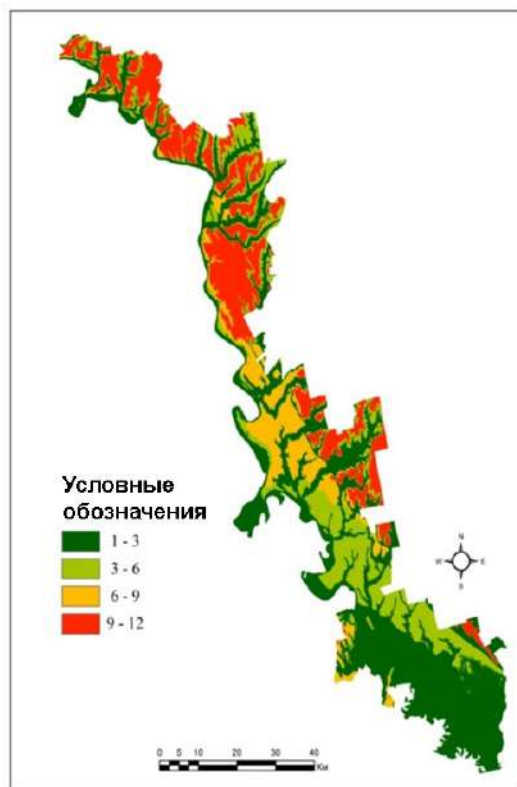 Условные
обозначения
1 - 3
3 - 6
6 - 9
9 - 12
N
W E
S
0 5 10 20 30 40
Км